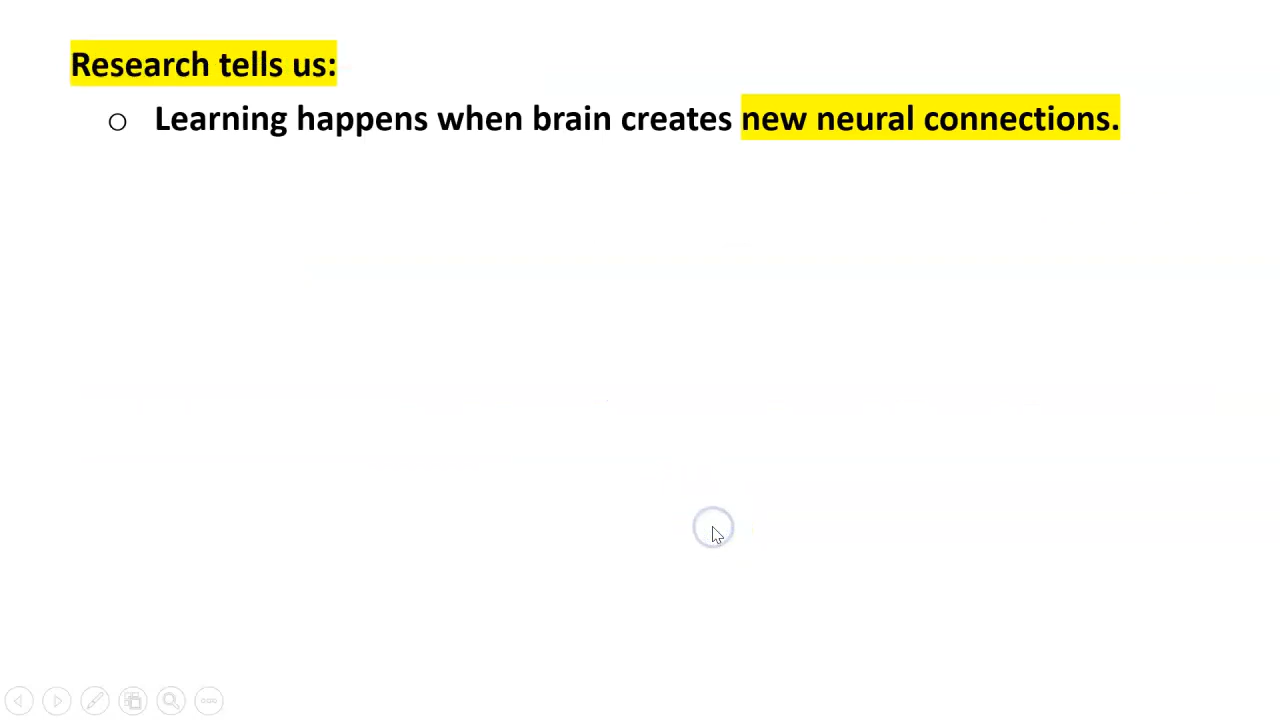 Research tells us:
o Learning happens when brain creates new neural connections.